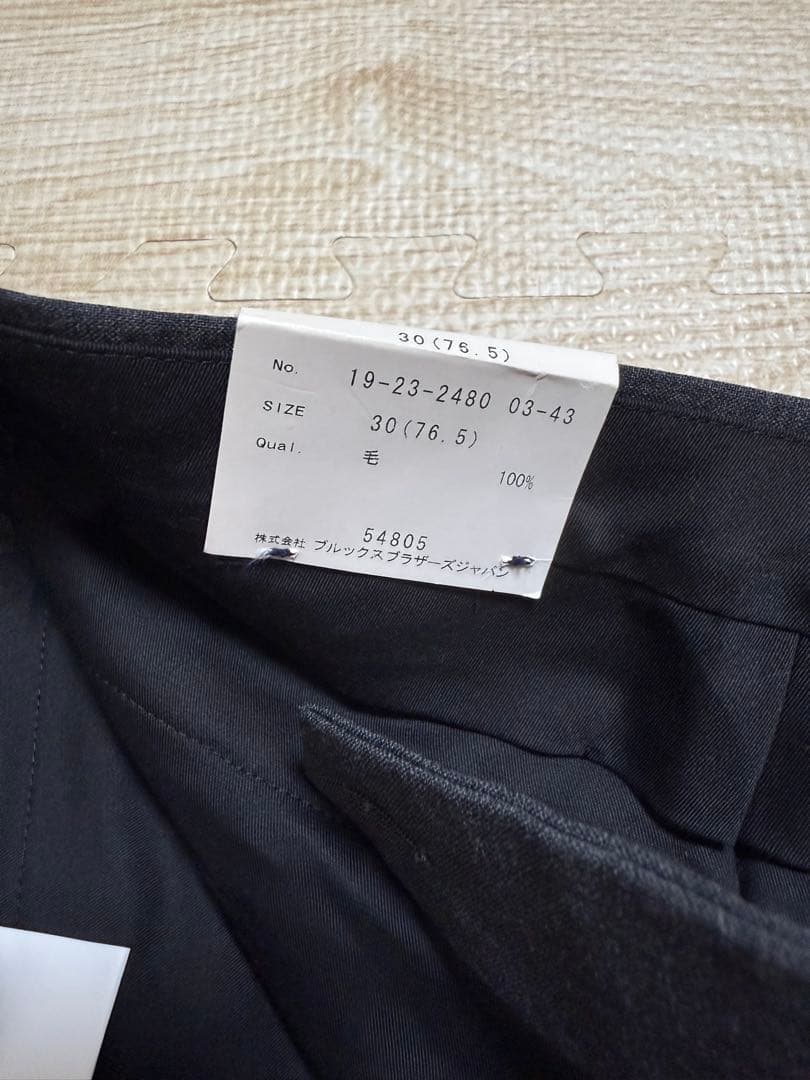 30(76.5)
No. 19-23-2480 03-43
SIZE 30(76.5)
Qual. 毛 100%
54805
株式会社 ブルックスブラザーズジャパン